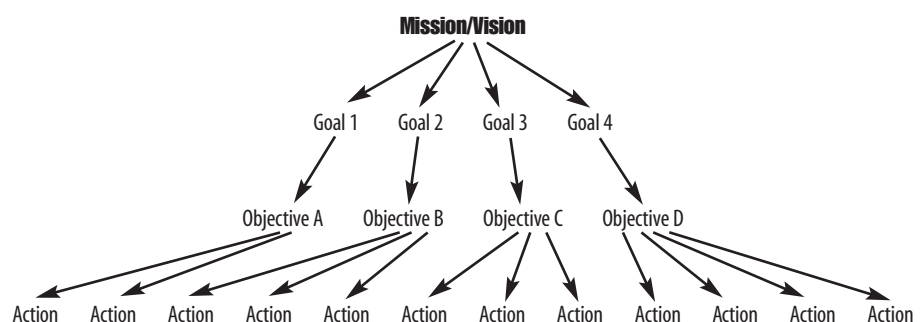 Mission/Vision
Goal 1 Goal 2 Goal 3 Goal 4
Objective A Objective B Objective C Objective D
Action Action Action Action Action Action Action Action Action Action Action Action